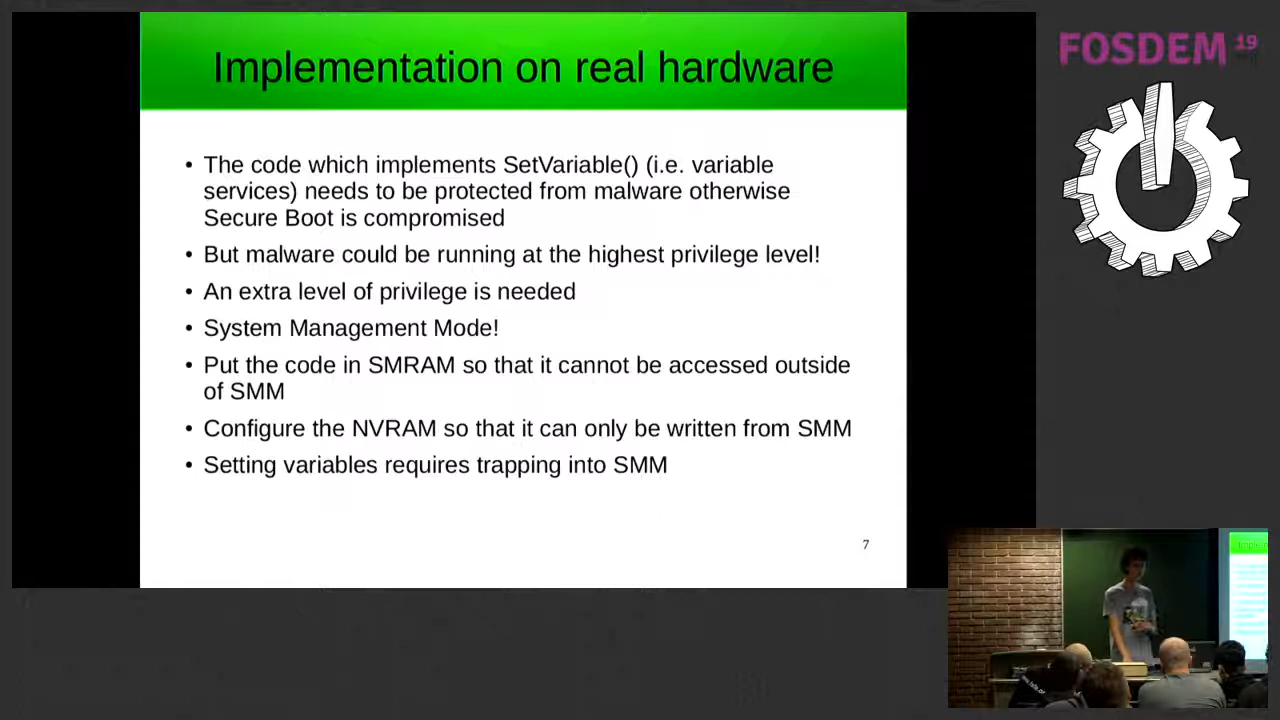 Implementation on real hardware
FOSDEM 19
• The code which implements SetVariable() (i.e. variable
services) needs to be protected from malware otherwise
Secure Boot is compromised
• But malware could be running at the highest privilege level!
• An extra level of privilege is needed
• System Management Mode!
• Put the code in SMRAM so that it cannot be accessed outside
of SMM
• Configure the NVRAM so that it can only be written from SMM
• Setting variables requires trapping into SMM
7